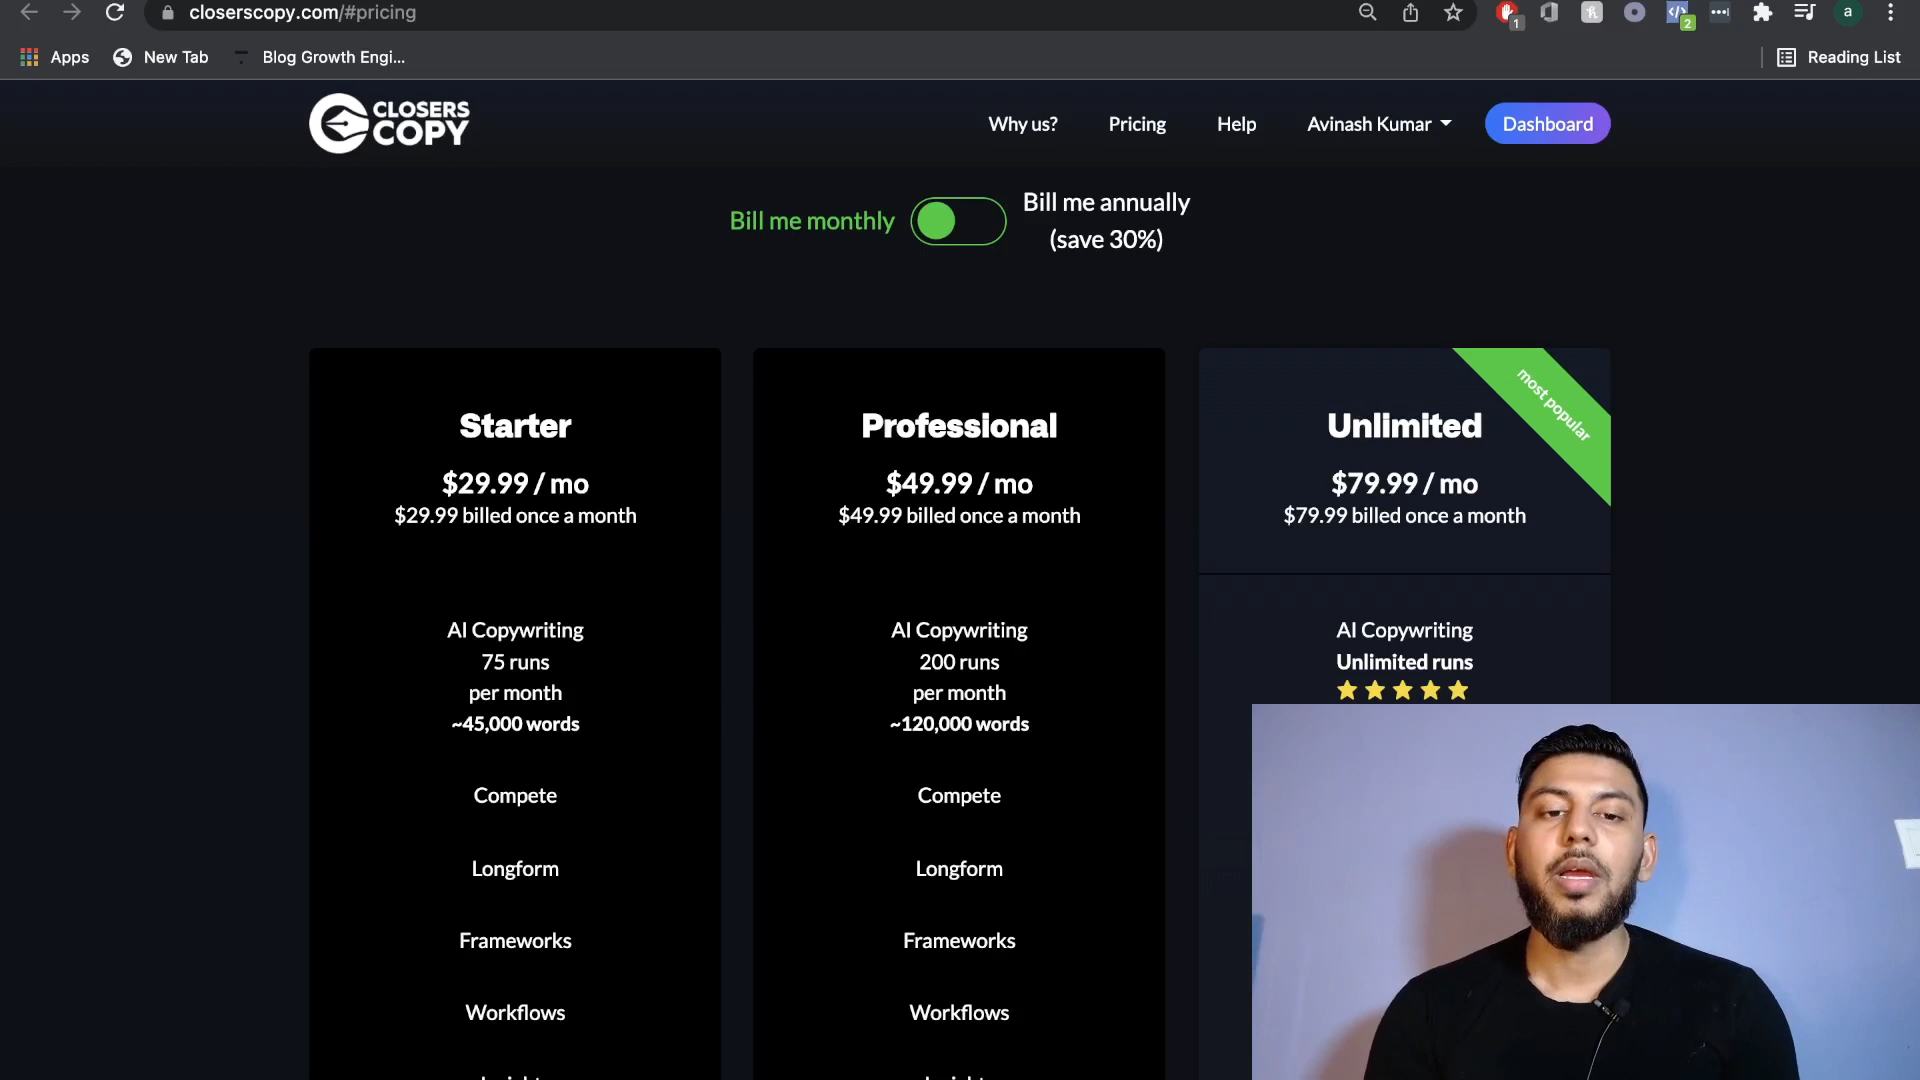 closerscopy.com/#pricing
1
2
a
Apps
New Tab
Blog Growth Engi...
Reading List
CLOSERS
COPY
Why us?
Pricing
Help
Avinash Kumar
Dashboard
Bill me monthly
Bill me annually
(save 30%)
Starter
$29.99 / mo
$29.99 billed once a month
AI Copywriting
75 runs
per month
~45,000 words
Compete
Longform
Frameworks
Workflows
Professional
$49.99 / mo
$49.99 billed once a month
AI Copywriting
200 runs
per month
~120,000 words
Compete
Longform
Frameworks
Workflows
most popular
Unlimited
$79.99 / mo
$79.99 billed once a month
AI Copywriting
Unlimited runs